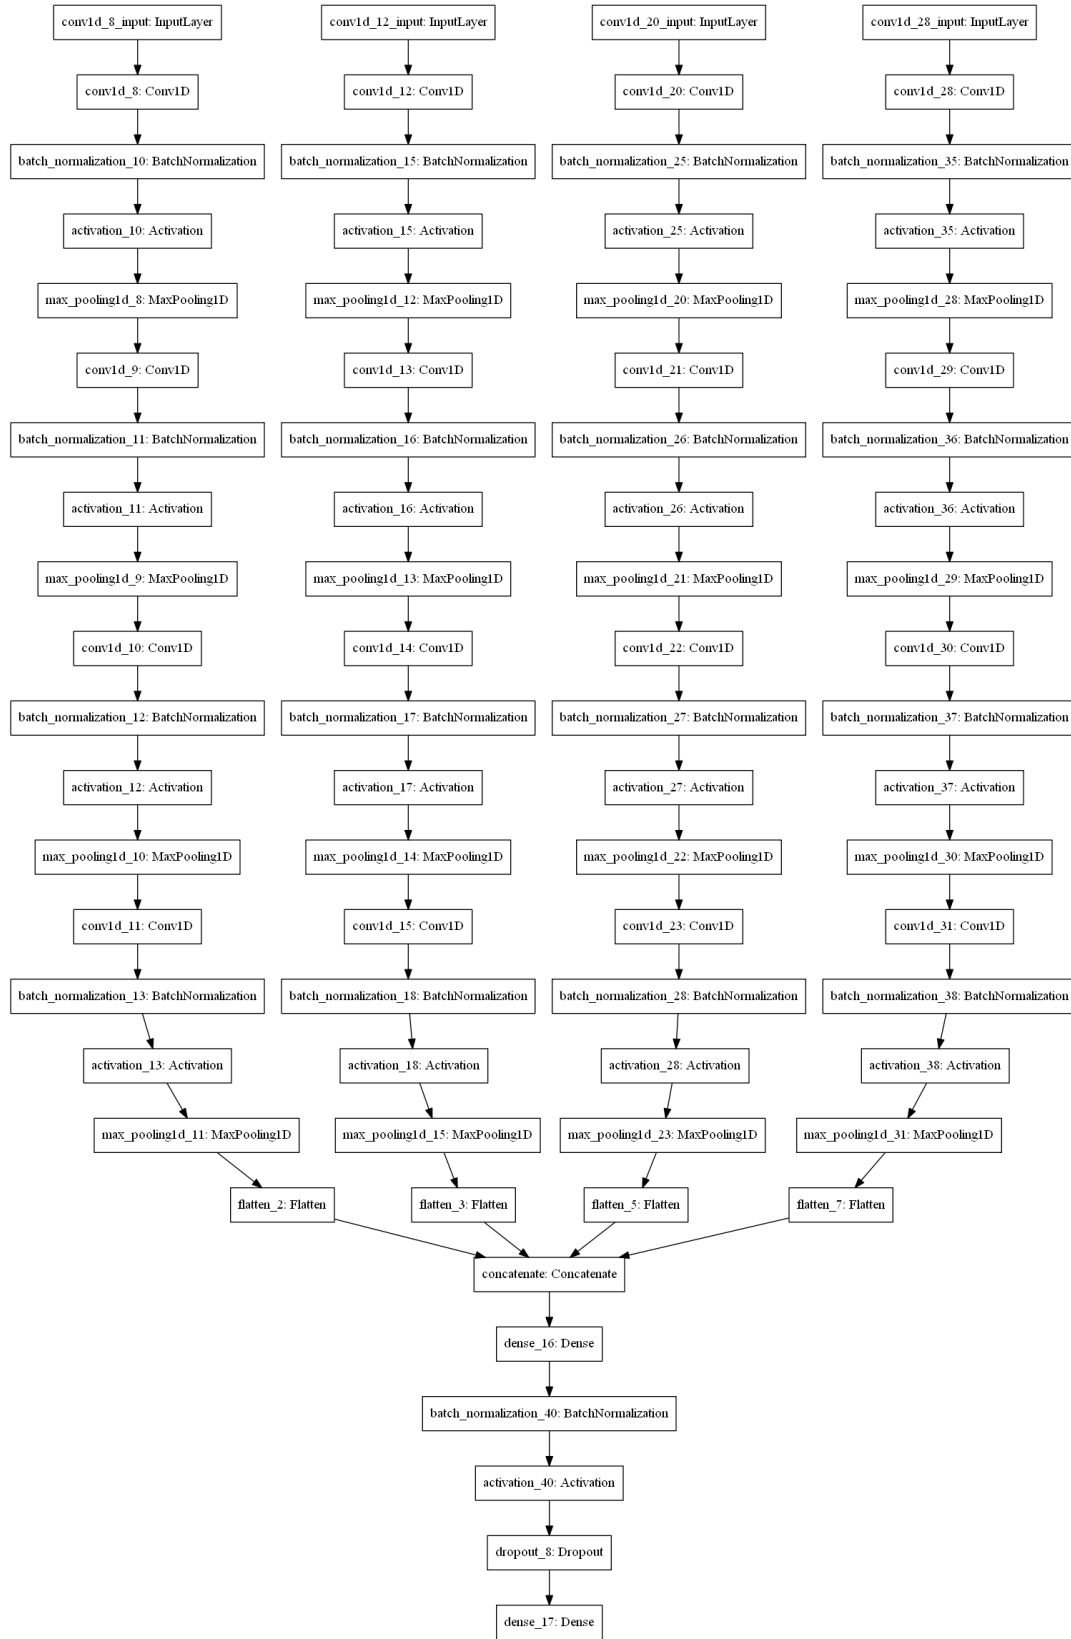 conv1d_8_input: InputLayer
conv1d_12_input: InputLayer
conv1d_20_input: InputLayer
conv1d_28_input: InputLayer
conv1d_8: Conv1D
conv1d_12: Conv1D
conv1d_20: Conv1D
conv1d_28: Conv1D
batch_normalization_10: BatchNormalization
batch_normalization_15: BatchNormalization
batch_normalization_25: BatchNormalization
batch_normalization_35: BatchNormalization
activation_10: Activation
activation_15: Activation
activation_25: Activation
activation_35: Activation
max_pooling1d_8: MaxPooling1D
max_pooling1d_12: MaxPooling1D
max_pooling1d_20: MaxPooling1D
max_pooling1d_28: MaxPooling1D
conv1d_9: Conv1D
conv1d_13: Conv1D
conv1d_21: Conv1D
conv1d_29: Conv1D
batch_normalization_11: BatchNormalization
batch_normalization_16: BatchNormalization
batch_normalization_26: BatchNormalization
batch_normalization_36: BatchNormalization
activation_11: Activation
activation_16: Activation
activation_26: Activation
activation_36: Activation
max_pooling1d_9: MaxPooling1D
max_pooling1d_13: MaxPooling1D
max_pooling1d_21: MaxPooling1D
max_pooling1d_29: MaxPooling1D
conv1d_10: Conv1D
conv1d_14: Conv1D
conv1d_22: Conv1D
conv1d_30: Conv1D
batch_normalization_12: BatchNormalization
batch_normalization_17: BatchNormalization
batch_normalization_27: BatchNormalization
batch_normalization_37: BatchNormalization
activation_12: Activation
activation_17: Activation
activation_27: Activation
activation_37: Activation
max_pooling1d_10: MaxPooling1D
max_pooling1d_14: MaxPooling1D
max_pooling1d_22: MaxPooling1D
max_pooling1d_30: MaxPooling1D
conv1d_11: Conv1D
conv1d_15: Conv1D
conv1d_23: Conv1D
conv1d_31: Conv1D
batch_normalization_13: BatchNormalization
batch_normalization_18: BatchNormalization
batch_normalization_28: BatchNormalization
batch_normalization_38: BatchNormalization
activation_13: Activation
activation_18: Activation
activation_28: Activation
activation_38: Activation
max_pooling1d_11: MaxPooling1D
max_pooling1d_15: MaxPooling1D
max_pooling1d_23: MaxPooling1D
max_pooling1d_31: MaxPooling1D
flatten_2: Flatten
flatten_3: Flatten
flatten_5: Flatten
flatten_7: Flatten
concatenate: Concatenate
dense_16: Dense
batch_normalization_40: BatchNormalization
activation_40: Activation
dropout_8: Dropout
dense_17: Dense